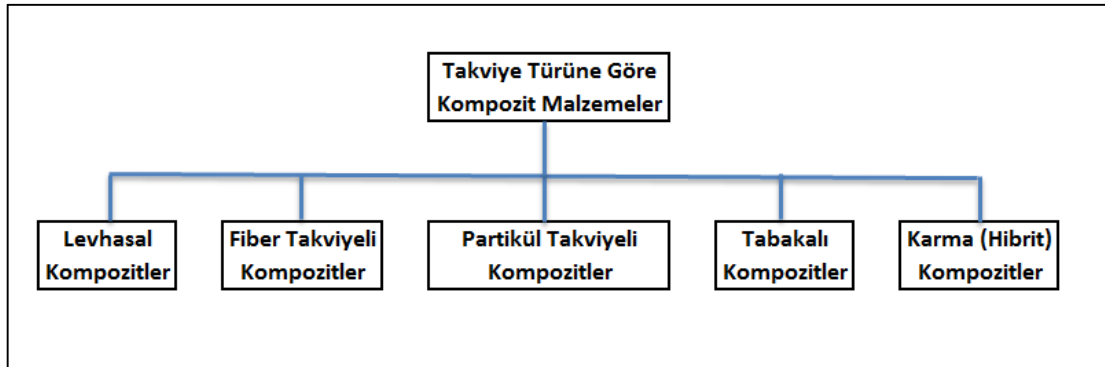 Takviye Türüne Göre
Kompozit Malzemeler
Levhasal
Kompozitler
Fiber Takviyeli
Kompozitler
Partikül Takviyeli
Kompozitler
Tabakalı
Kompozitler
Karma (Hibrit)
Kompozitler